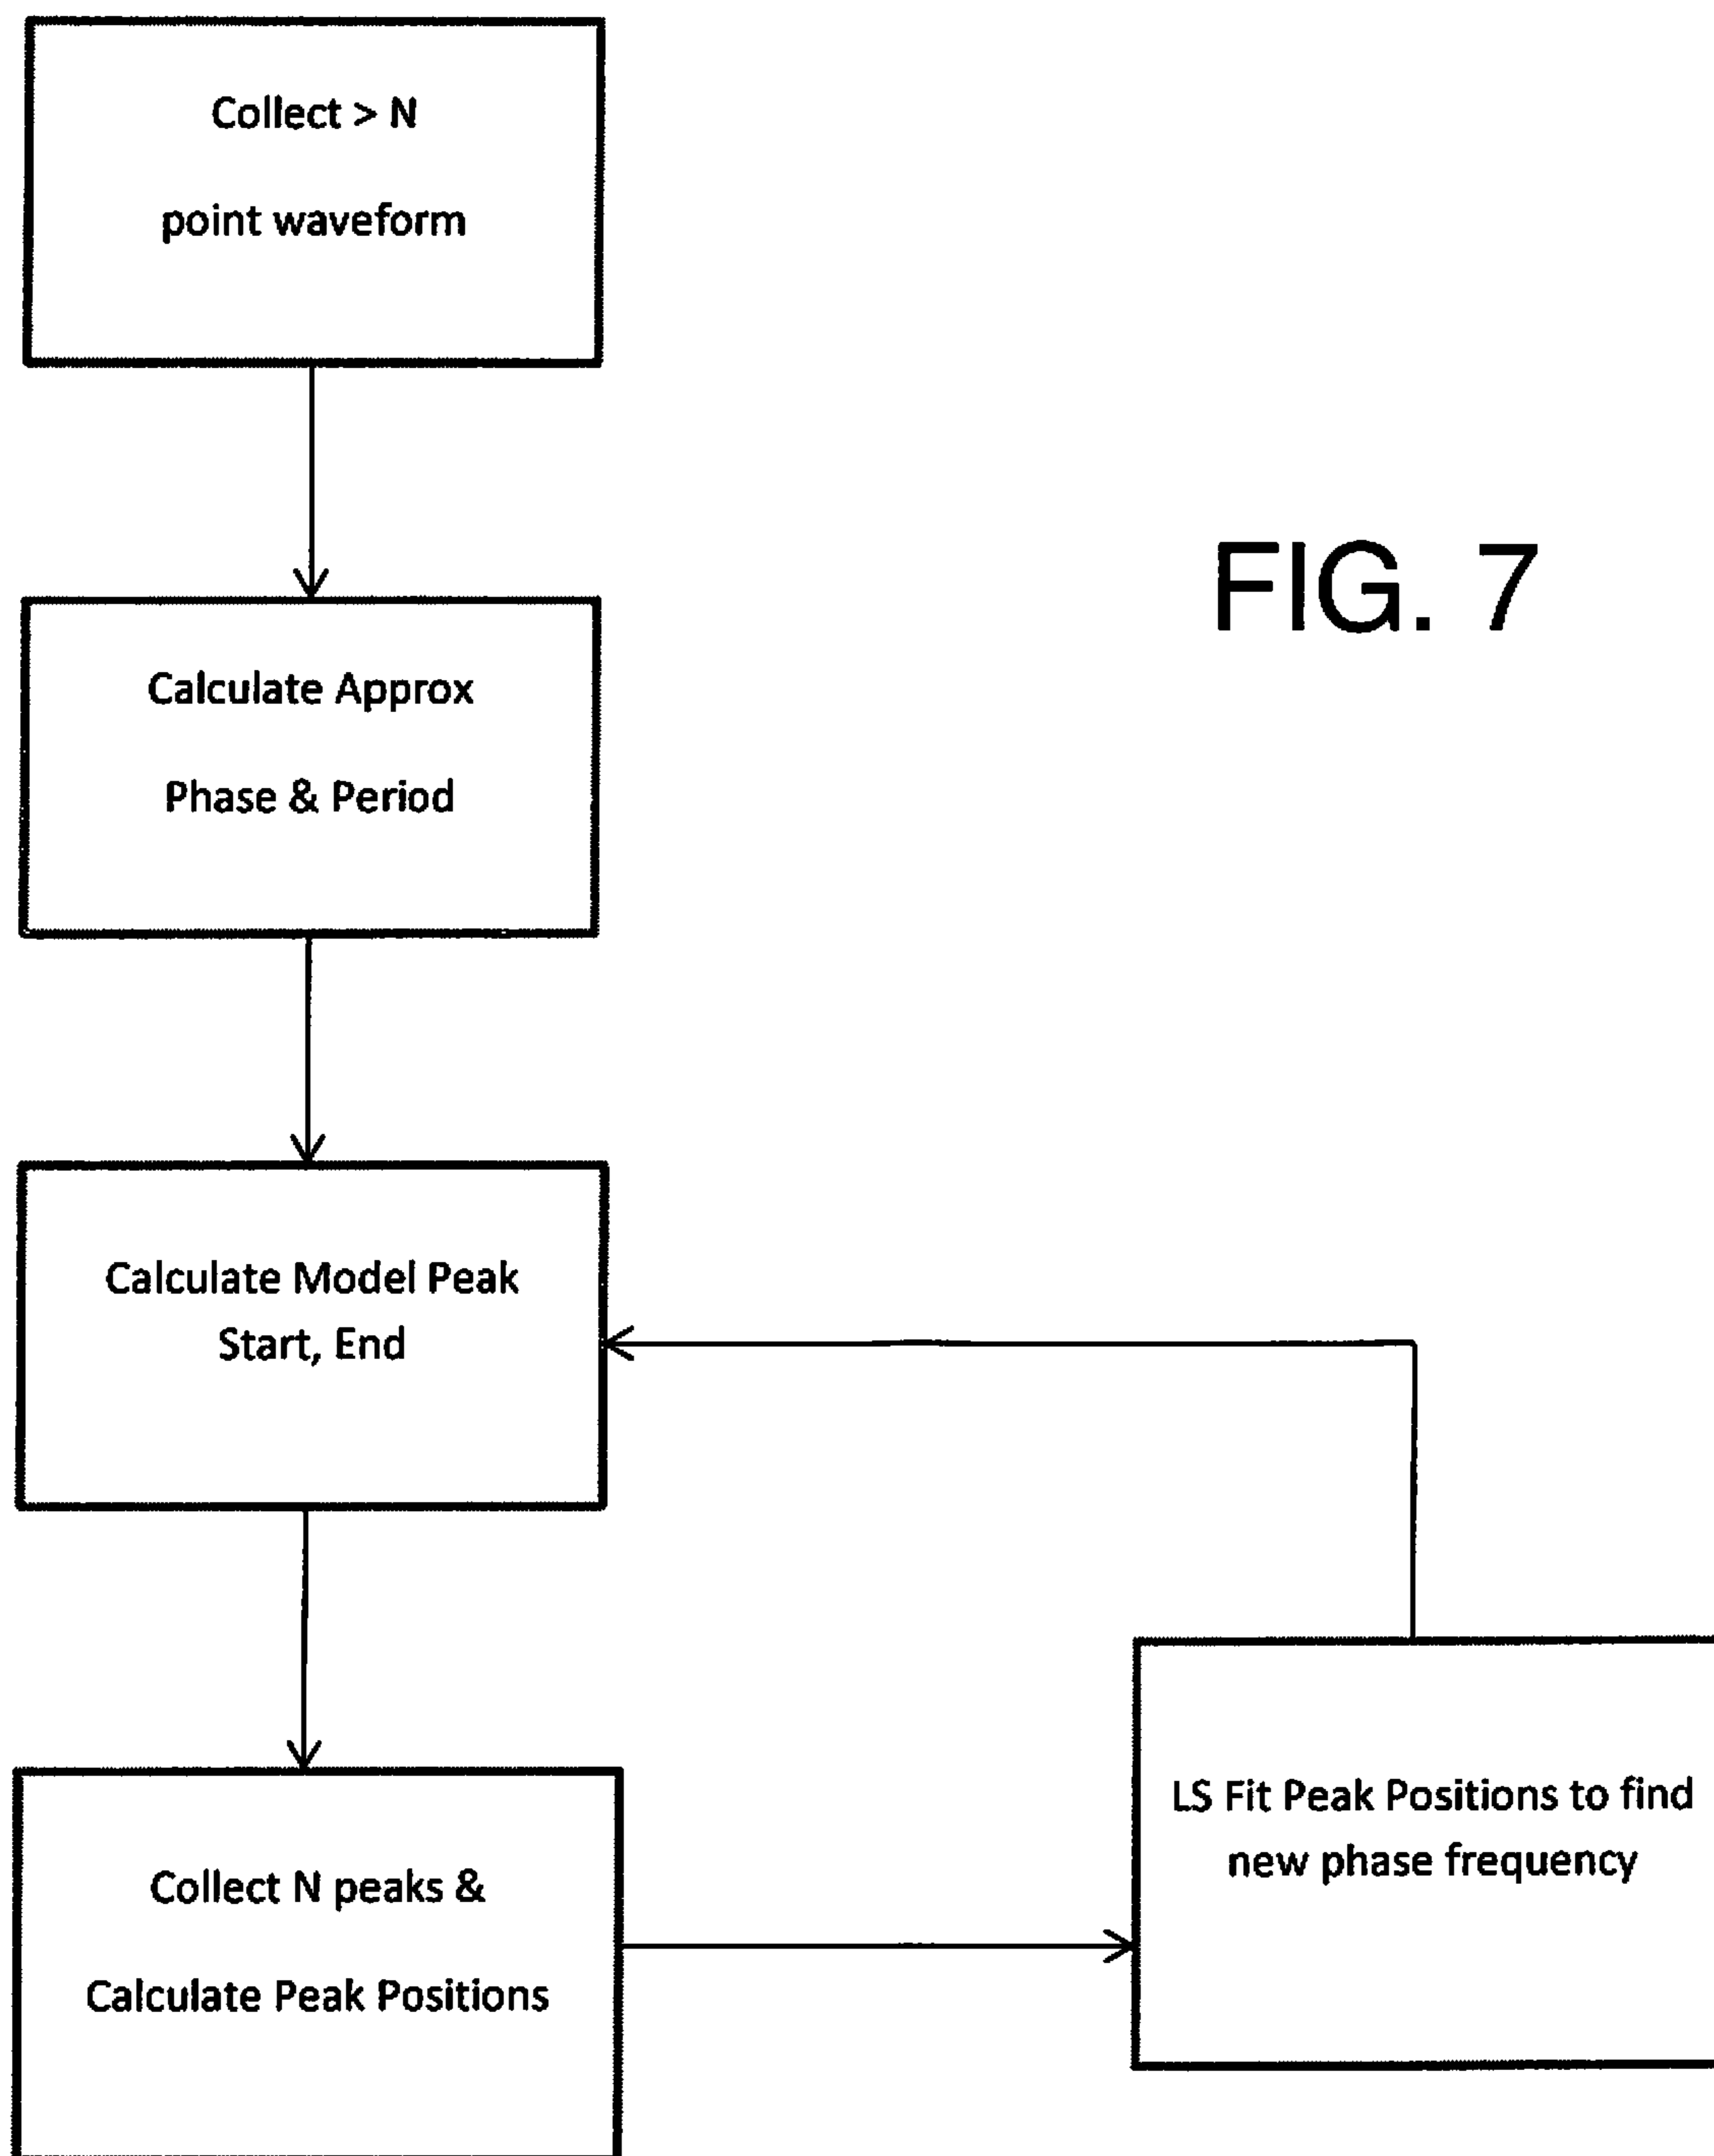 Collect > N
point waveform
FIG. 7
Calculate Approx
Phase & Period
Calculate Model Peak
Start, End
LS Fit Peak Positions to find
new phase frequency
Collect N peaks &
Calculate Peak Positions